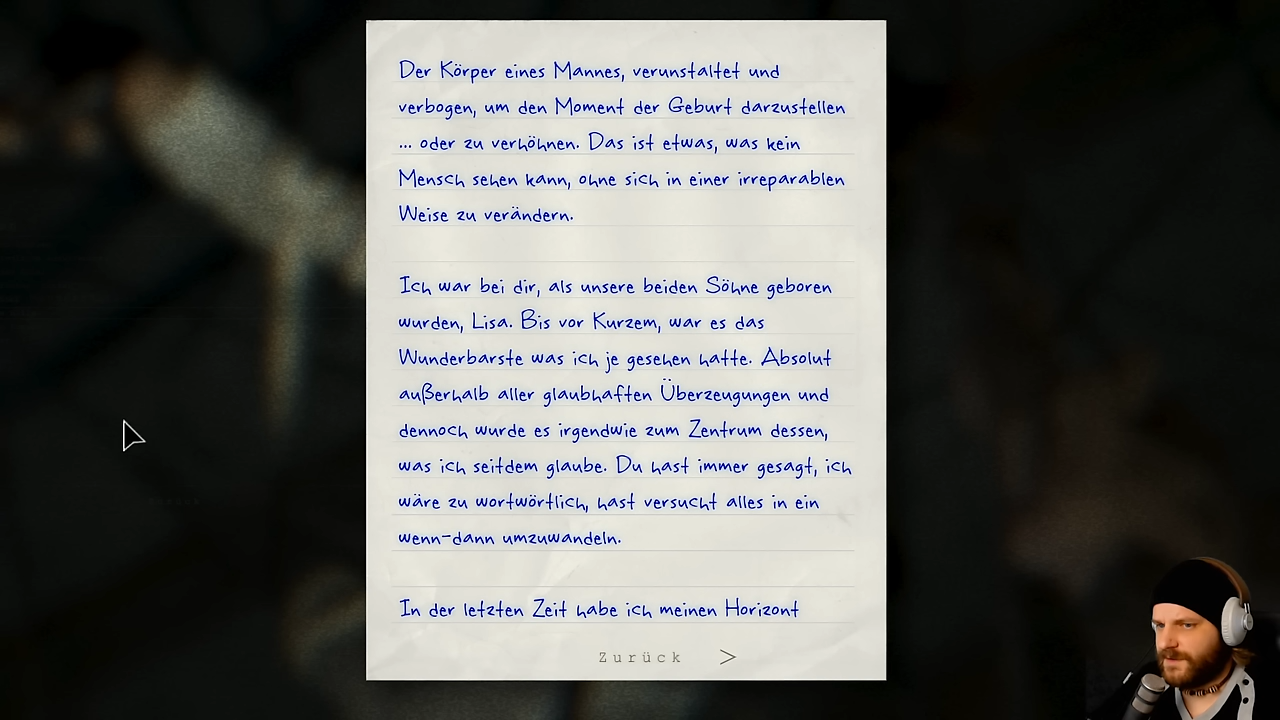 Der Körper eines Mannes, verunstaltet und
verbogen, um den Moment der Geburt darzustellen
... oder zu verhöhnen. Das ist etwas, was kein
Mensch sehen kann, ohne sich in einer irreparablen
Weise zu verändern.
Ich war bei dir, als unsere beiden Söhne geboren
wurden, Lisa. Bis vor Kurzem, war es das
Wunderbarste was ich je gesehen hatte. Absolut
außerhalb aller glaubhaften Überzeugungen und
dennoch wurde es irgendwie zum Zentrum dessen,
was ich seitdem glaube. Du hast immer gesagt, ich
wäre zu wortwörtlich, hast versucht alles in ein
wenn-dann umzuwandeln.
In der letzten Zeit habe ich meinen Horizont
Zurück >